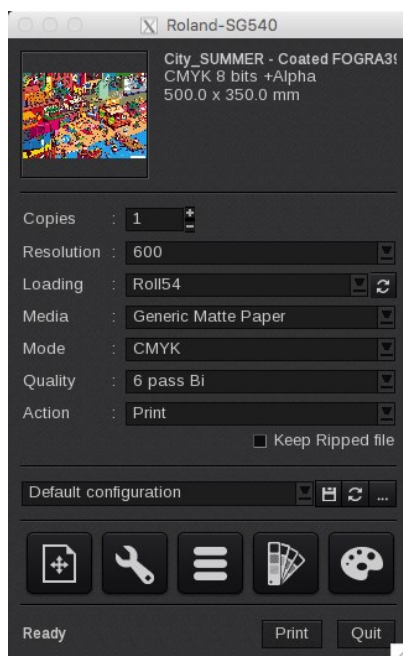 Roland-SG540
City_SUMMER - Coated FOGRA39
CMYK 8 bits +Alpha
500.0 x 350.0 mm
Copies : 1
Resolution : 600
Loading : Roll54
Media : Generic Matte Paper
Mode : CMYK
Quality : 6 pass Bi
Action : Print
Keep Ripped file
Default configuration ...
Ready Print Quit